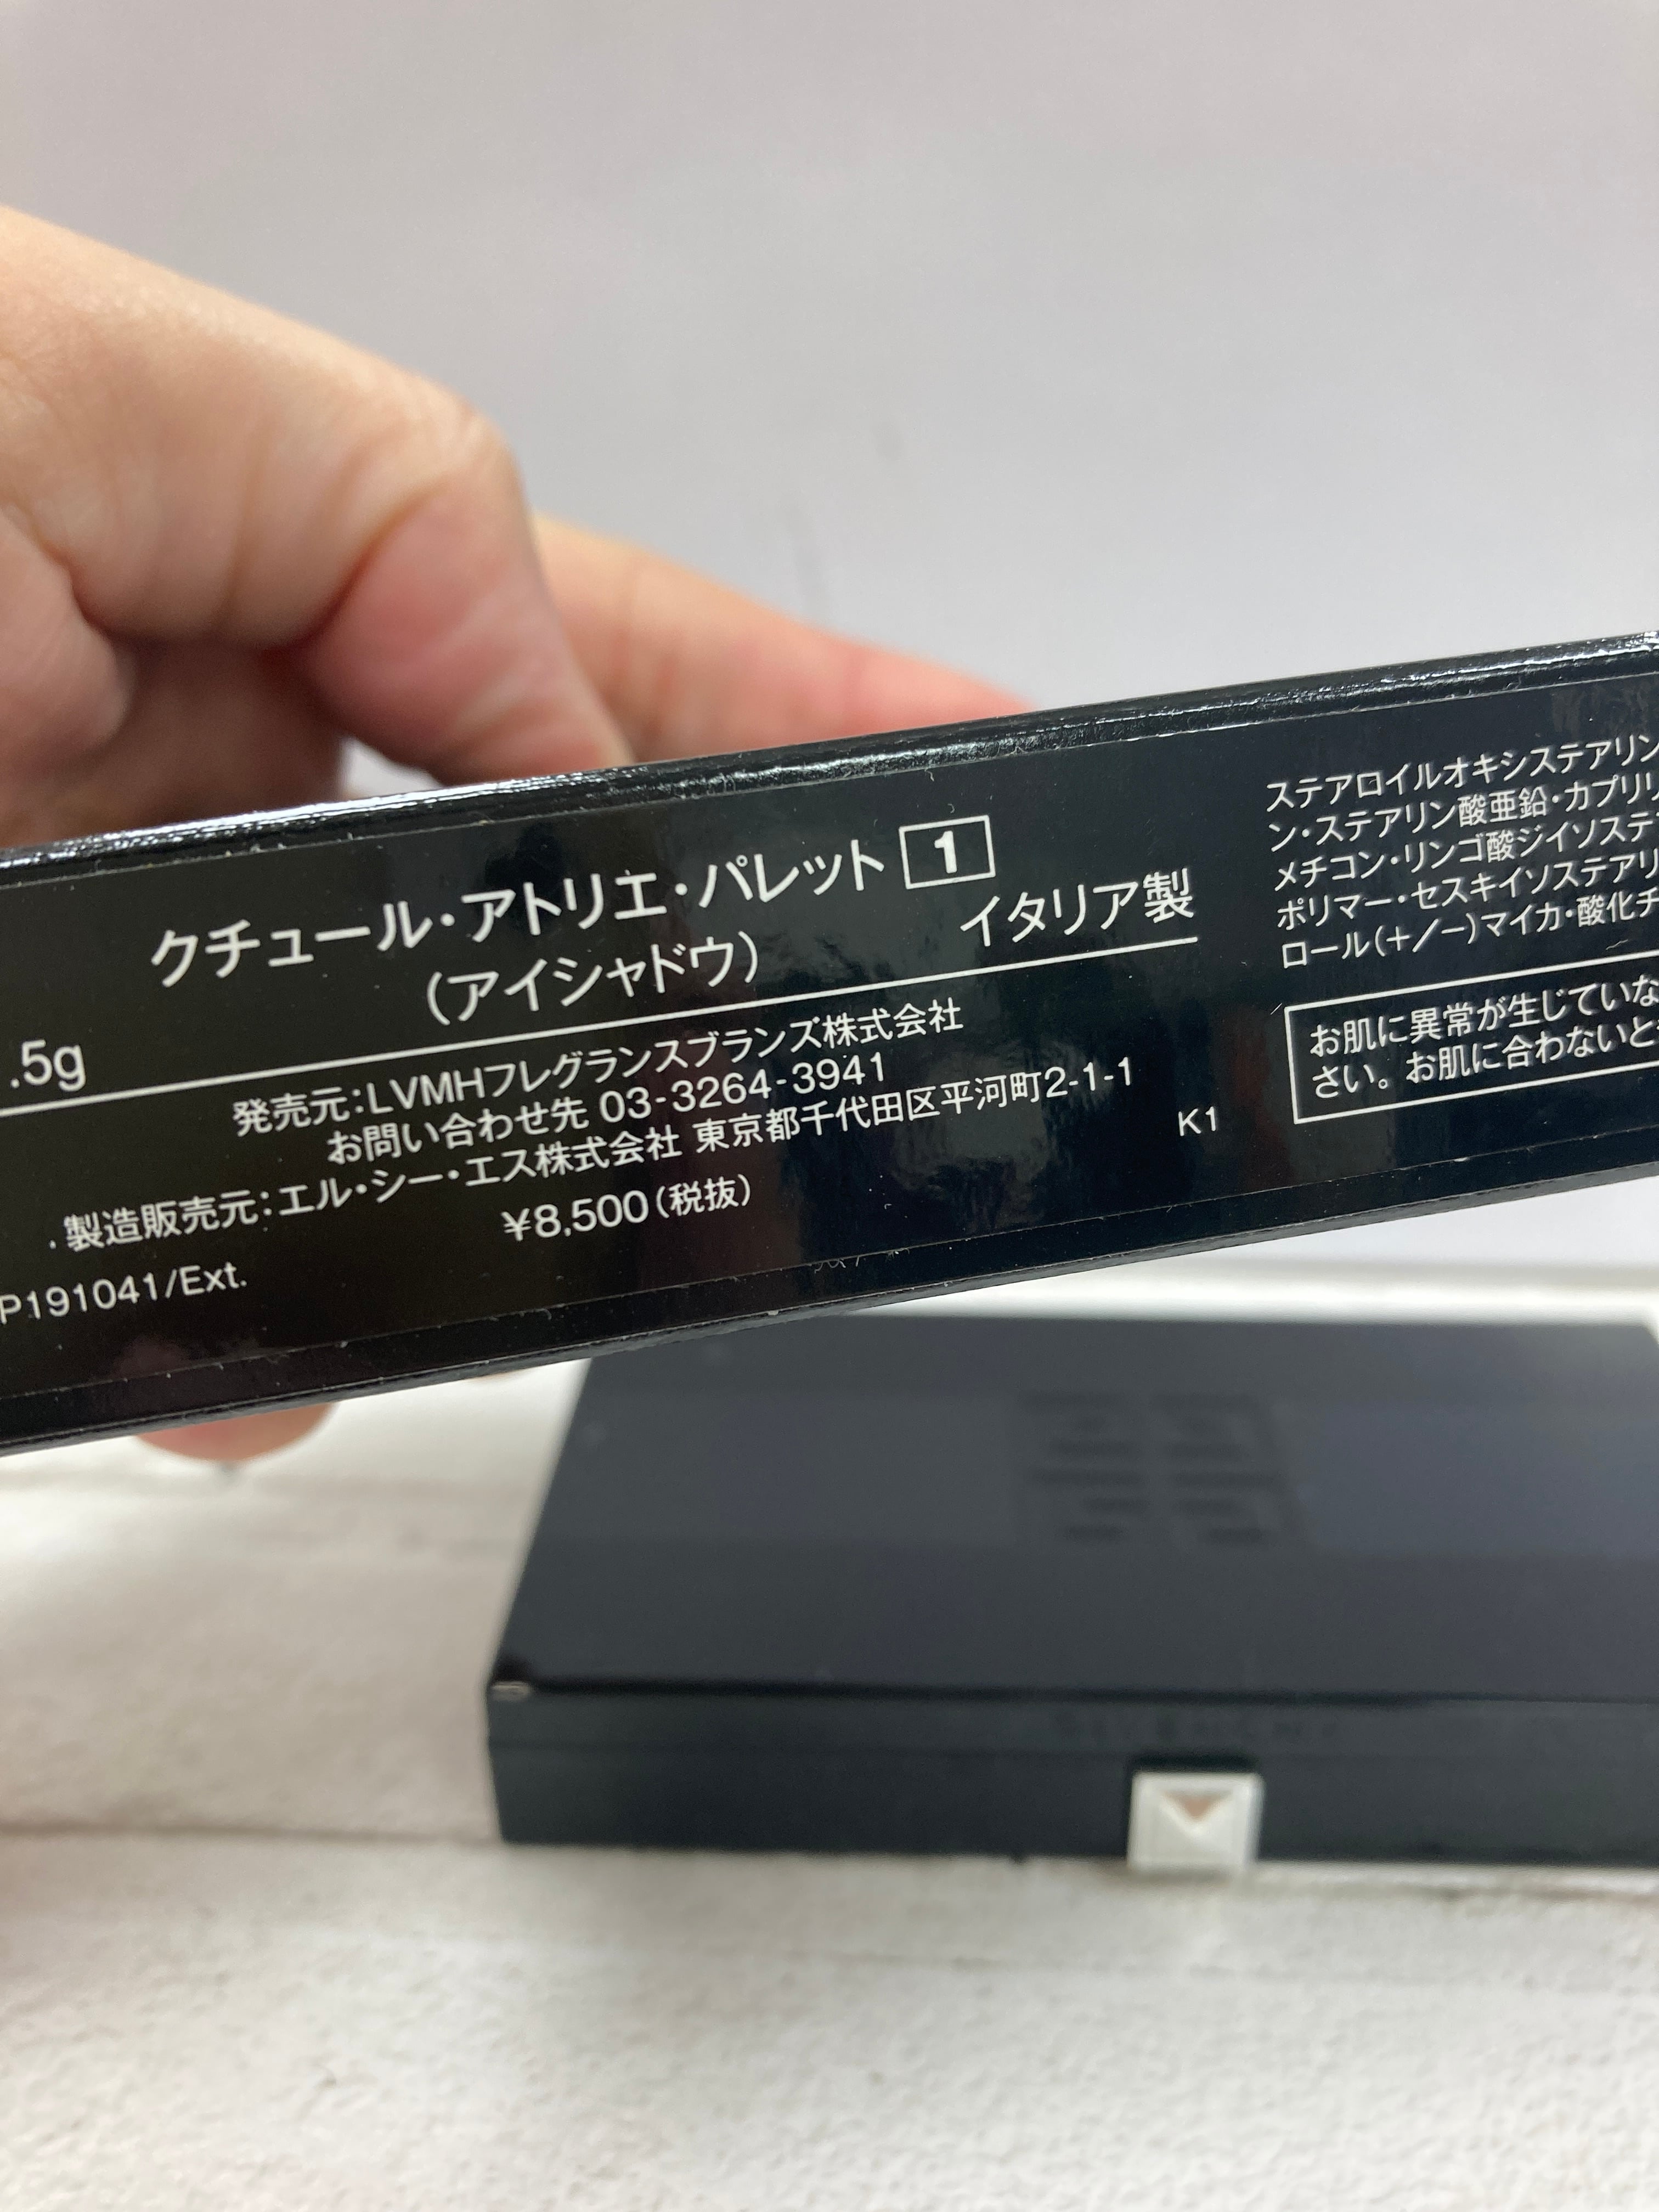 クチュール・アトリエ・パレット 1
(アイシャドウ)
イタリア製
.5g
発売元:LVMHフレグランスブランズ株式会社
お問い合わせ先 03-3264-3941
製造販売元:エル・シー・エス株式会社 東京都千代田区平河町2-1-1
¥8,500(税抜)
K1
P191041/Ext.
ステアロイルオキシステアリン
ン・ステアリン酸亜鉛・カプリリ
メチコン・リンゴ酸ジイソステア
ポリマー・セスキイソステアリ
ロール(+/-)マイカ・酸化チ
お肌に異常が生じていな
さい。お肌に合わないと